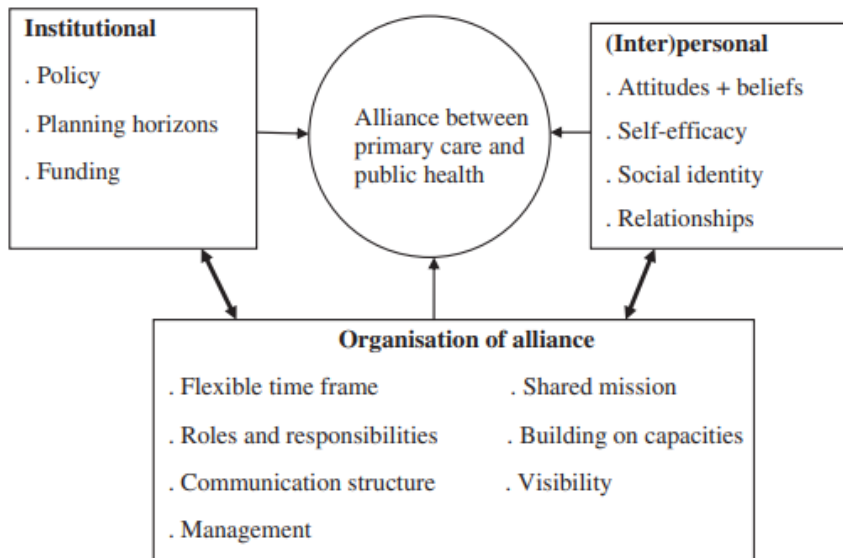 Institutional
. Policy
. Planning horizons
. Funding
Alliance between
primary care and
public health
(Inter)personal
. Attitudes + beliefs
. Self-efficacy
. Social identity
. Relationships
Organisation of alliance
. Flexible time frame
. Roles and responsibilities
. Communication structure
. Management
. Shared mission
. Building on capacities
. Visibility